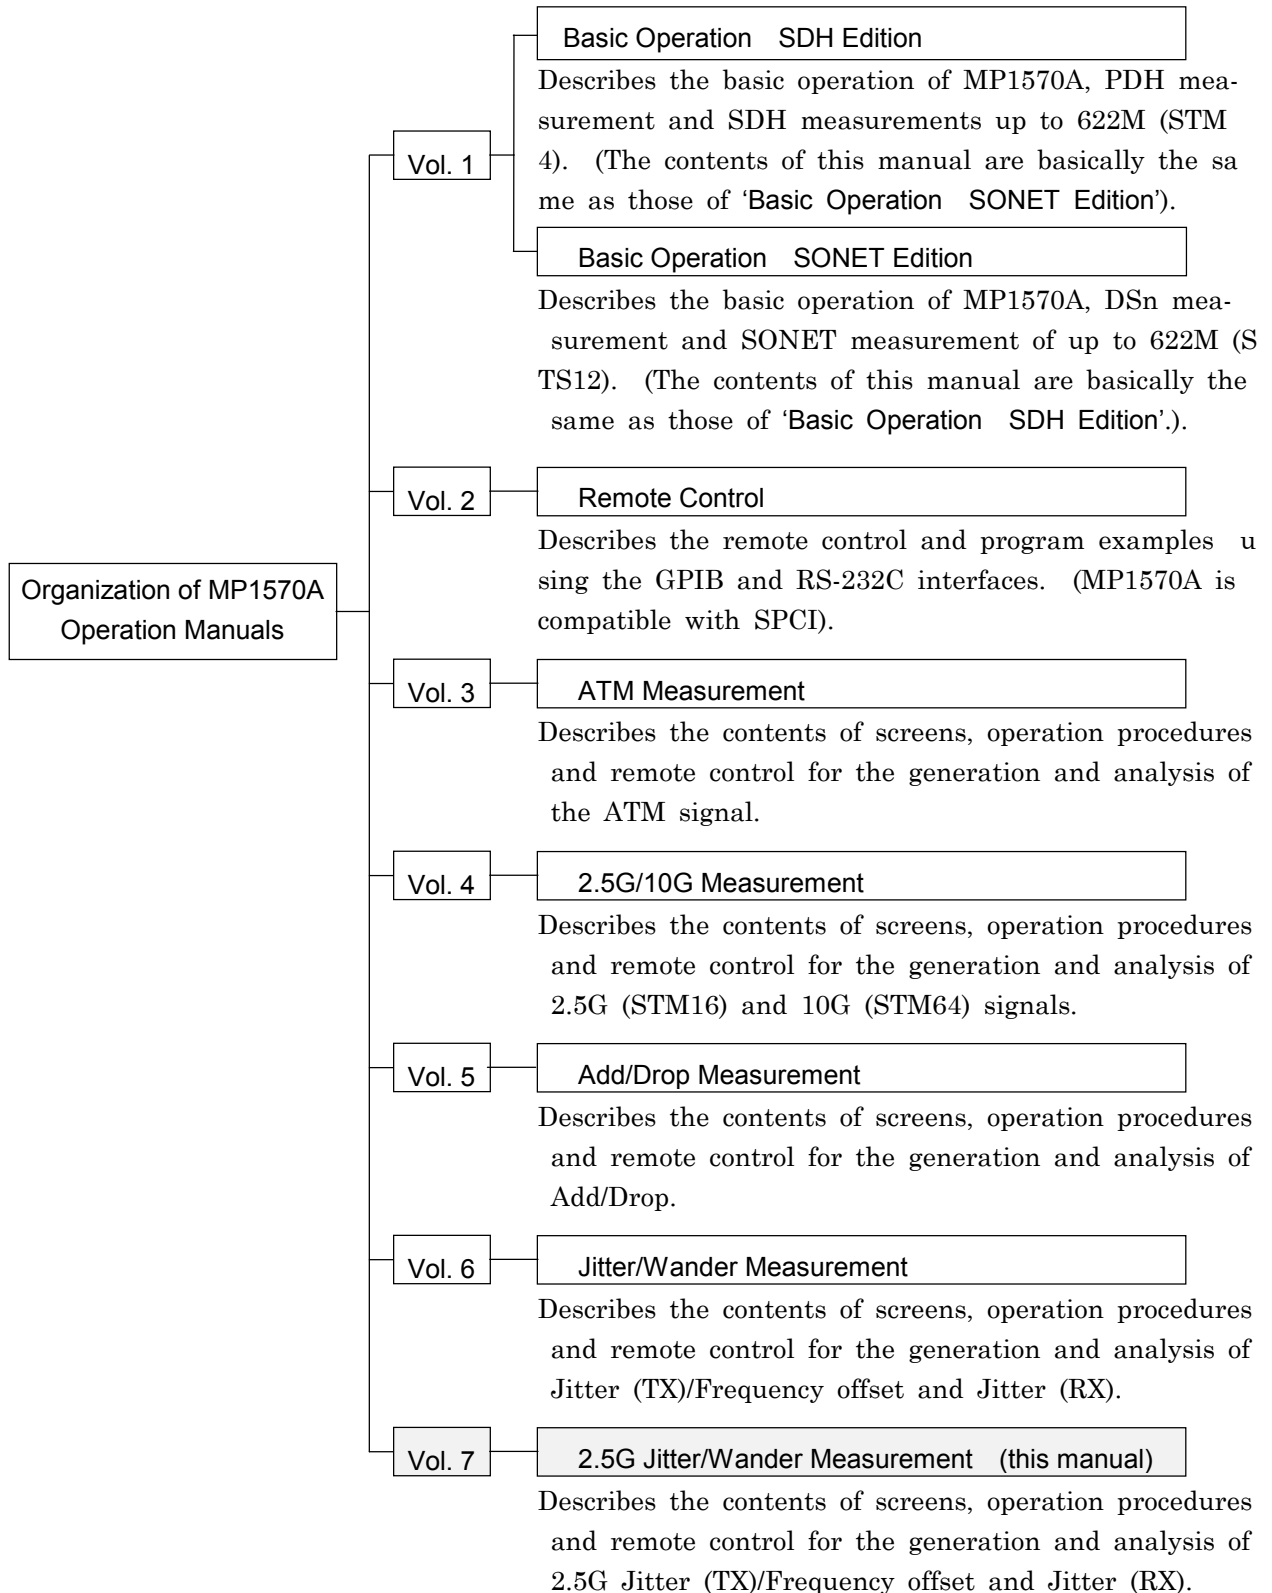 Basic Operation SDH Edition
Describes the basic operation of MP1570A, PDH mea-
surement and SDH measurements up to 622M (STM
4). (The contents of this manual are basically the sa
me as those of ‘Basic Operation SONET Edition’).
Vol. 1
Basic Operation SONET Edition
Describes the basic operation of MP1570A, DSn mea-
surement and SONET measurement of up to 622M (S
TS12). (The contents of this manual are basically the
same as those of ‘Basic Operation SDH Edition’.).
Vol. 2
Remote Control
Describes the remote control and program examples u
sing the GPIB and RS-232C interfaces. (MP1570A is
compatible with SPCI).
Organization of MP1570A
Operation Manuals
Vol. 3
ATM Measurement
Describes the contents of screens, operation procedures
and remote control for the generation and analysis of
the ATM signal.
Vol. 4
2.5G/10G Measurement
Describes the contents of screens, operation procedures
and remote control for the generation and analysis of
2.5G (STM16) and 10G (STM64) signals.
Vol. 5
Add/Drop Measurement
Describes the contents of screens, operation procedures
and remote control for the generation and analysis of
Add/Drop.
Vol. 6
Jitter/Wander Measurement
Describes the contents of screens, operation procedures
and remote control for the generation and analysis of
Jitter (TX)/Frequency offset and Jitter (RX).
Vol. 7
2.5G Jitter/Wander Measurement (this manual)
Describes the contents of screens, operation procedures
and remote control for the generation and analysis of
2.5G Jitter (TX)/Frequency offset and Jitter (RX).